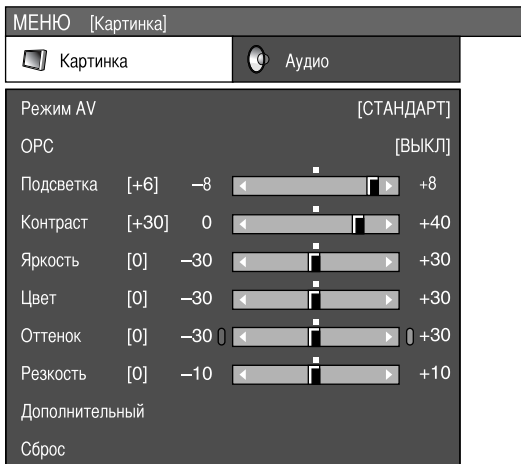 МЕНЮ [Картинка]
Картинка Аудио
Режим AV [СТАНДАРТ]
OPC [ВЫКЛ]
Подсветка [+6] –8 +8
Контраст [+30] 0 +40
Яркость [0] –30 +30
Цвет [0] –30 +30
Оттенок [0] –30 +30
Резкость [0] –10 +10
Дополнительный
Сброс